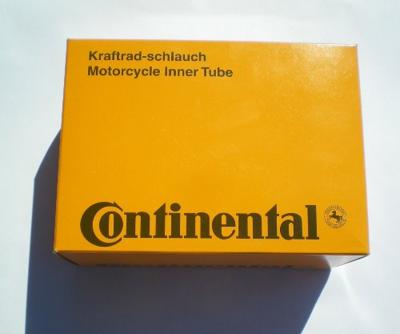 Kraftrad-schlauch
Motorcycle Inner Tube
Continental